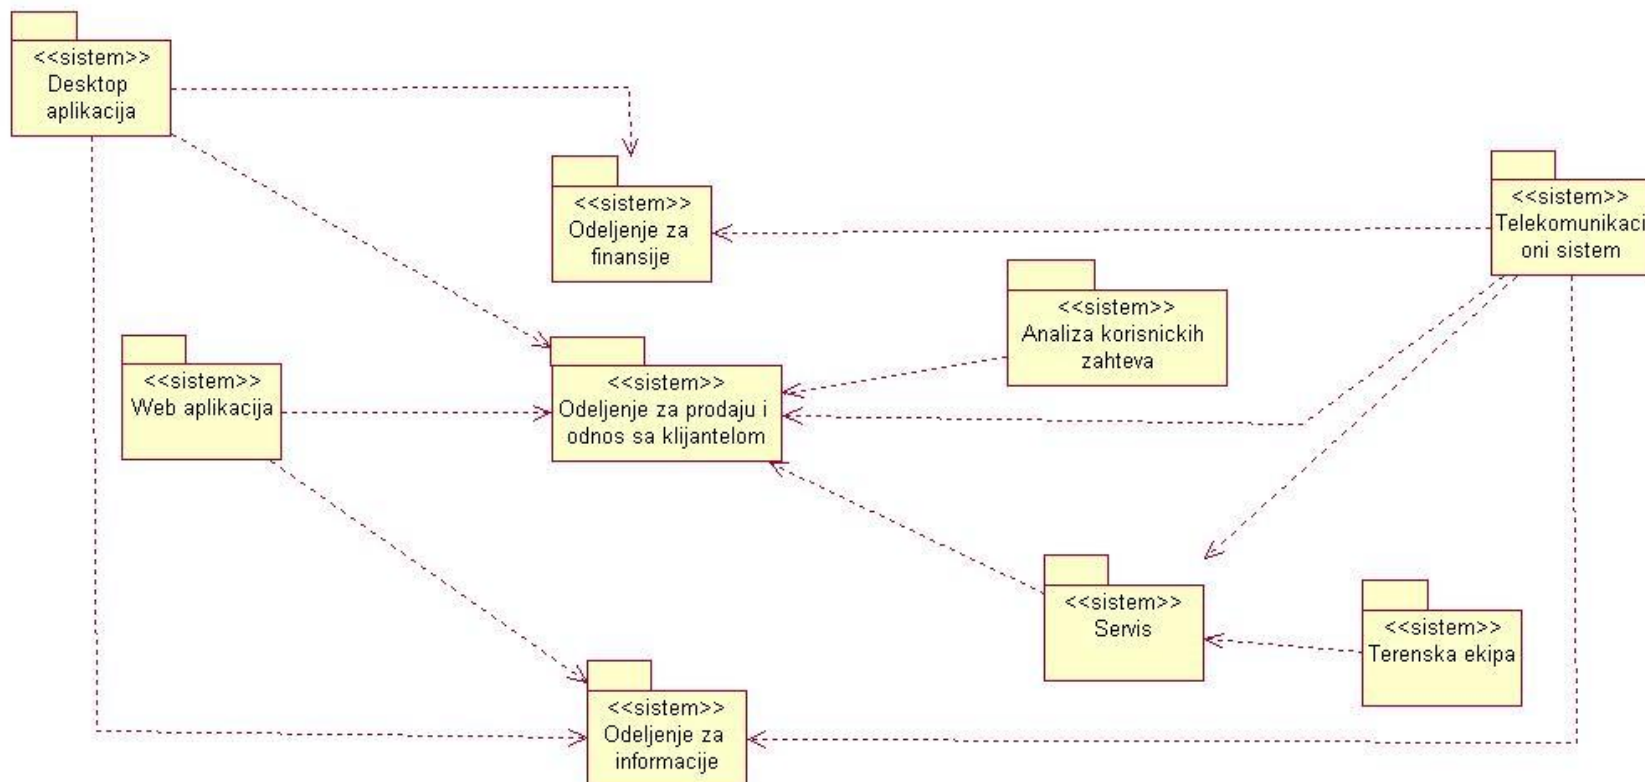 <<sistem>>
Desktop
aplikacija
<<sistem>>
Odeljenje za
finansije
<<sistem>>
Telekomunikaci
oni sistem
<<sistem>>
Analiza korisnickih
zahteva
<<sistem>>
Web aplikacija
<<sistem>>
Odeljenje za prodaju i
odnos sa klijantelom
<<sistem>>
Servis
<<sistem>>
Terenska ekipa
<<sistem>>
Odeljenje za
informacije